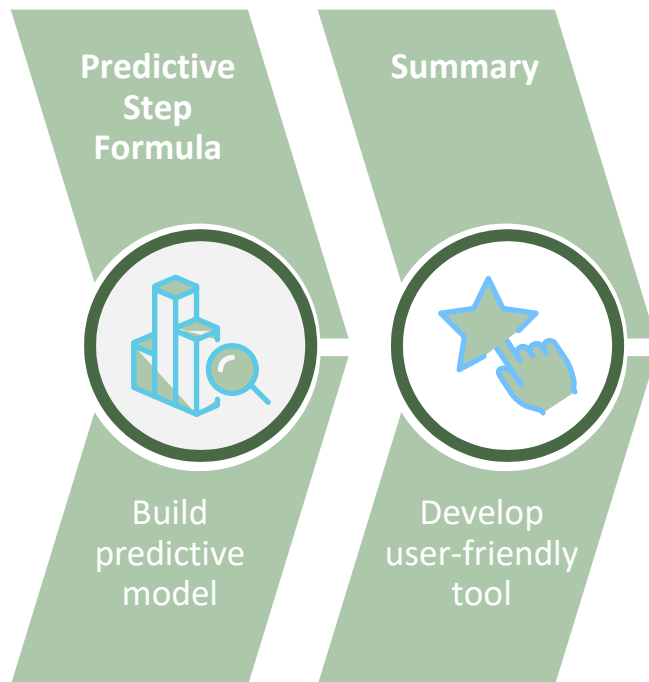 Predictive
Step
Formula
Build
predictive
model
Summary
Develop
user-friendly
tool